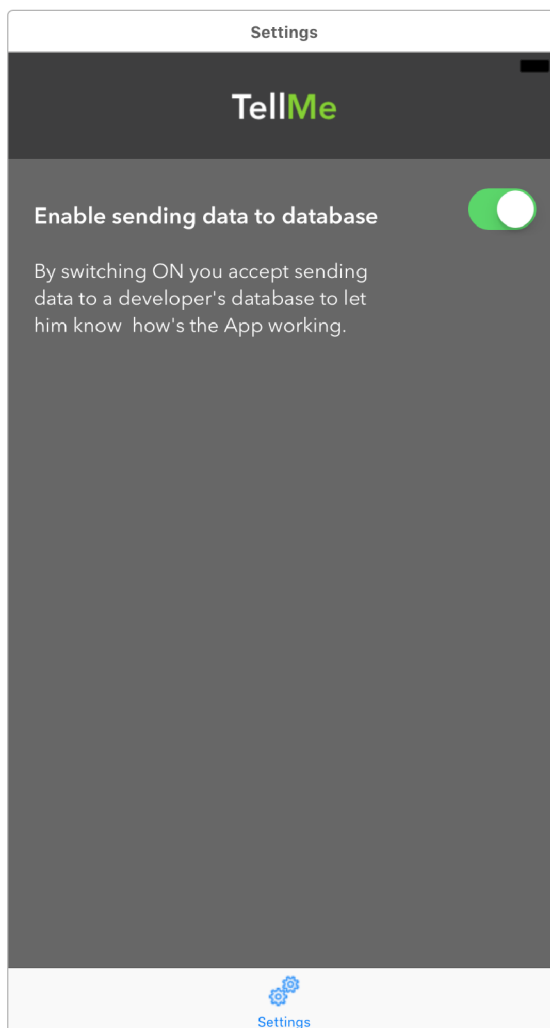 Settings
TellMe
Enable sending data to database
By switching ON you accept sending
data to a developer's database to let
him know  how's the App working.
Settings